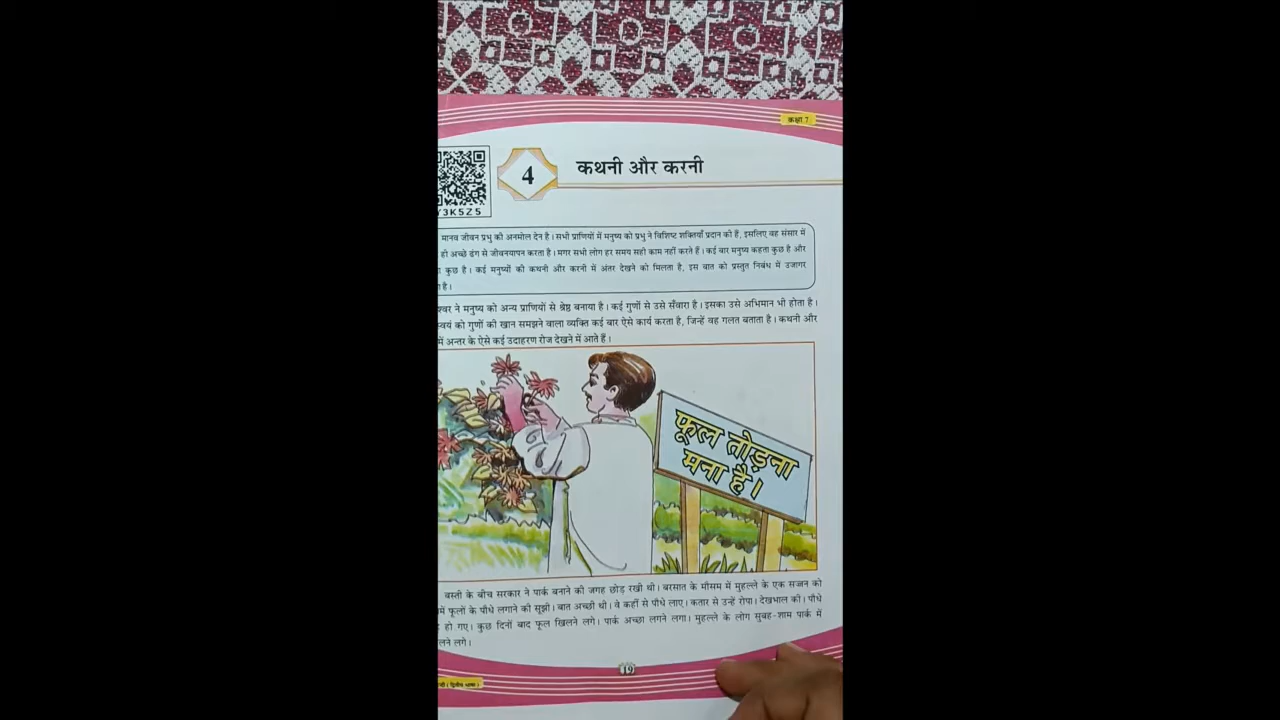 कक्षा 7
4
कथनी और करनी
Y3K5Z5
मानव जीवन प्रभु की अनमोल देन है। सभी प्राणियों में मनुष्य को प्रभु ने विशिष्ट शक्तियाँ प्रदान की हैं, इसलिए वह संसार में
ही अच्छे ढंग से जीवनयापन करता है। मगर सभी लोग हर समय सही काम नहीं करते हैं। कई बार मनुष्य कहता कुछ है और
कुछ है। कई मनुष्यों की कथनी और करनी में अंतर देखने को मिलता है, इस बात को प्रस्तुत निबंध में उजागर
है।
श्वर ने मनुष्य को अन्य प्राणियों से श्रेष्ठ बनाया है। कई गुणों से उसे सँवारा है। इसका उसे अभिमान भी होता है।
स्वयं को गुणों की खान समझने वाला व्यक्ति कई बार ऐसे कार्य करता है, जिन्हें वह गलत बताता है। कथनी और
में अन्तर के ऐसे कई उदाहरण रोज देखने में आते हैं।
फूल तोड़ना
मना है।
बस्ती के बीच सरकार ने पार्क बनाने की जगह छोड़ रखी थी। बरसात के मौसम में मुहल्ले के एक सज्जन को
में फूलों के पौधे लगाने की सूझी। बात अच्छी थी। वे कहीं से पौधे लाए। कतार से उन्हें रोपा। देखभाल की। पौधे
हो गए। कुछ दिनों बाद फूल खिलने लगे। पार्क अच्छा लगने लगा। मुहल्ले के लोग सुबह-शाम पार्क में
लने लगे।
19
(द्वितीय भाषा)